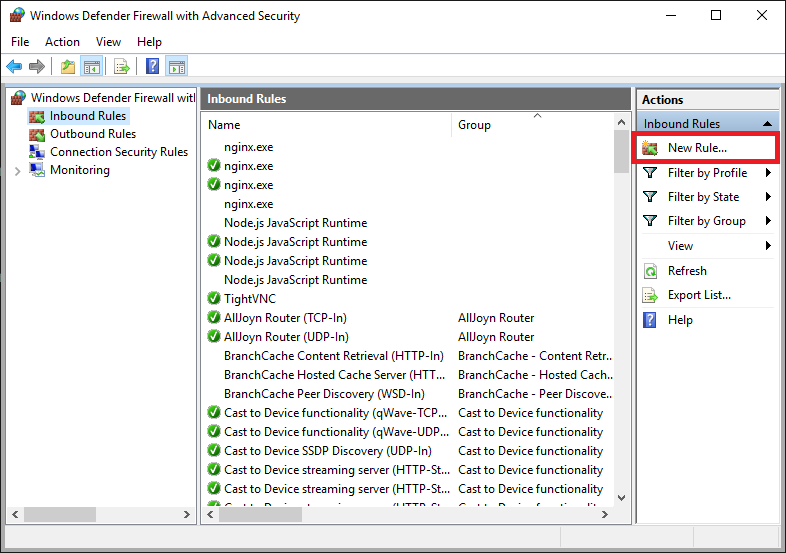 Windows Defender Firewall with Advanced Security
File Action View Help
Windows Defender Firewall with
Inbound Rules
Outbound Rules
Connection Security Rules
Monitoring
Inbound Rules
Name Group
nginx.exe
nginx.exe
nginx.exe
Node.js JavaScript Runtime
Node.js JavaScript Runtime
Node.js JavaScript Runtime
Node.js JavaScript Runtime
TightVNC
AllJoyn Router (TCP-In) AllJoyn Router
AllJoyn Router (UDP-In) AllJoyn Router
BranchCache Content Retrieval (HTTP-In) BranchCache - Content Retr...
BranchCache Hosted Cache Server (HTT... BranchCache - Hosted Cach...
BranchCache Peer Discovery (WSD-In) BranchCache - Peer Discove...
Cast to Device functionality (qWave-TCP... Cast to Device functionality
Cast to Device functionality (qWave-UDP... Cast to Device functionality
Cast to Device SSDP Discovery (UDP-In) Cast to Device functionality
Cast to Device streaming server (HTTP-St... Cast to Device functionality
Cast to Device streaming server (HTTP-St... Cast to Device functionality
Actions
Inbound Rules
New Rule...
Filter by Profile
Filter by State
Filter by Group
View
Refresh
Export List...
Help